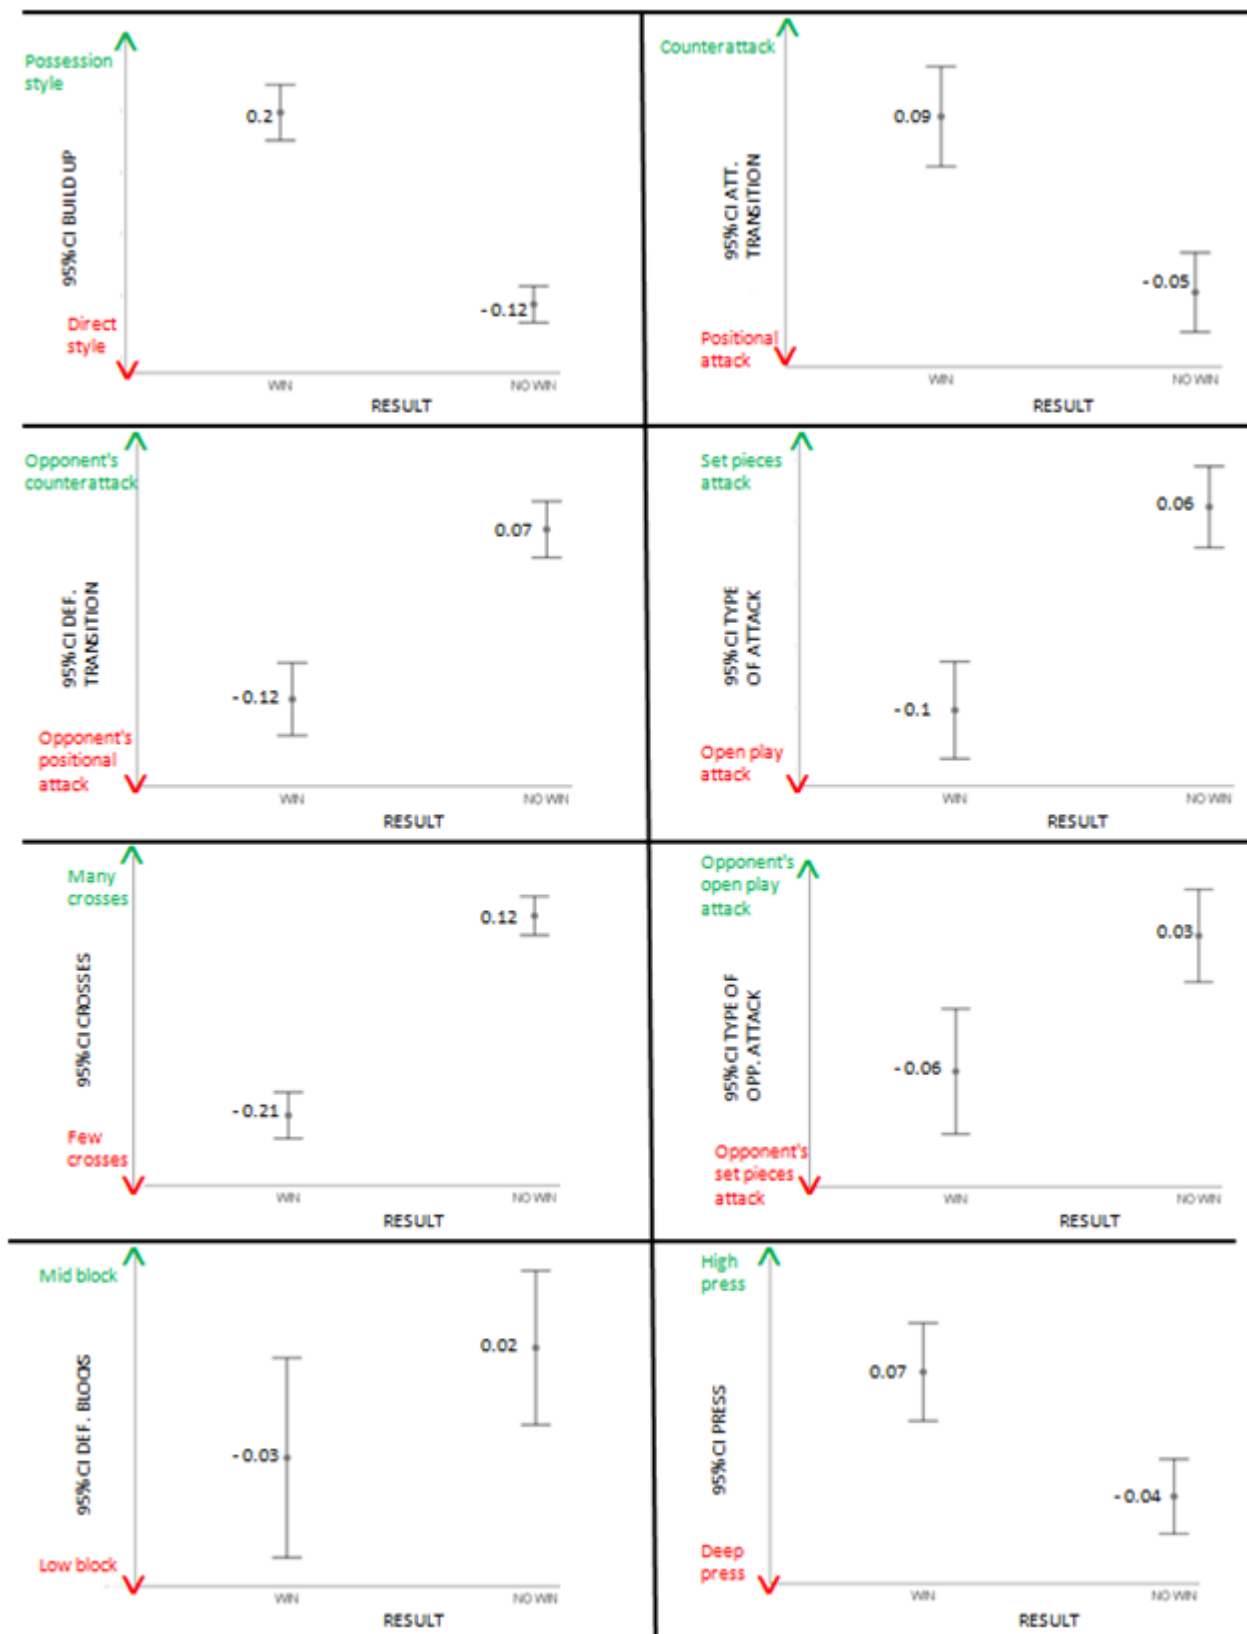 Possession
style
0.2
95% CI BUILD UP
- 0.12
Direct
style
WIN
NO WIN
RESULT
Counterattack
0.09
95% CI ATT.
TRANSITION
- 0.05
Positional
attack
WIN
NO WIN
RESULT
Opponent's
counterattack
0.07
95% CI DEF.
TRANSITION
- 0.12
Opponent's
positional
attack
WIN
NO WIN
RESULT
Set pieces
attack
0.06
95% CI TYPE
OF ATTACK
- 0.1
Open play
attack
WIN
NO WIN
RESULT
Many
crosses
0.12
95% CI CROSSES
- 0.21
Few
crosses
WIN
NO WIN
RESULT
Opponent's
open play
attack
0.03
95% CI TYPE OF
OPP. ATTACK
- 0.06
Opponent's
set pieces
attack
WIN
NO WIN
RESULT
Mid block
0.02
95% CI DEF. BLOCKS
- 0.03
Low block
WIN
NO WIN
RESULT
High
press
0.07
95% CI PRESS
- 0.04
Deep
press
WIN
NO WIN
RESULT